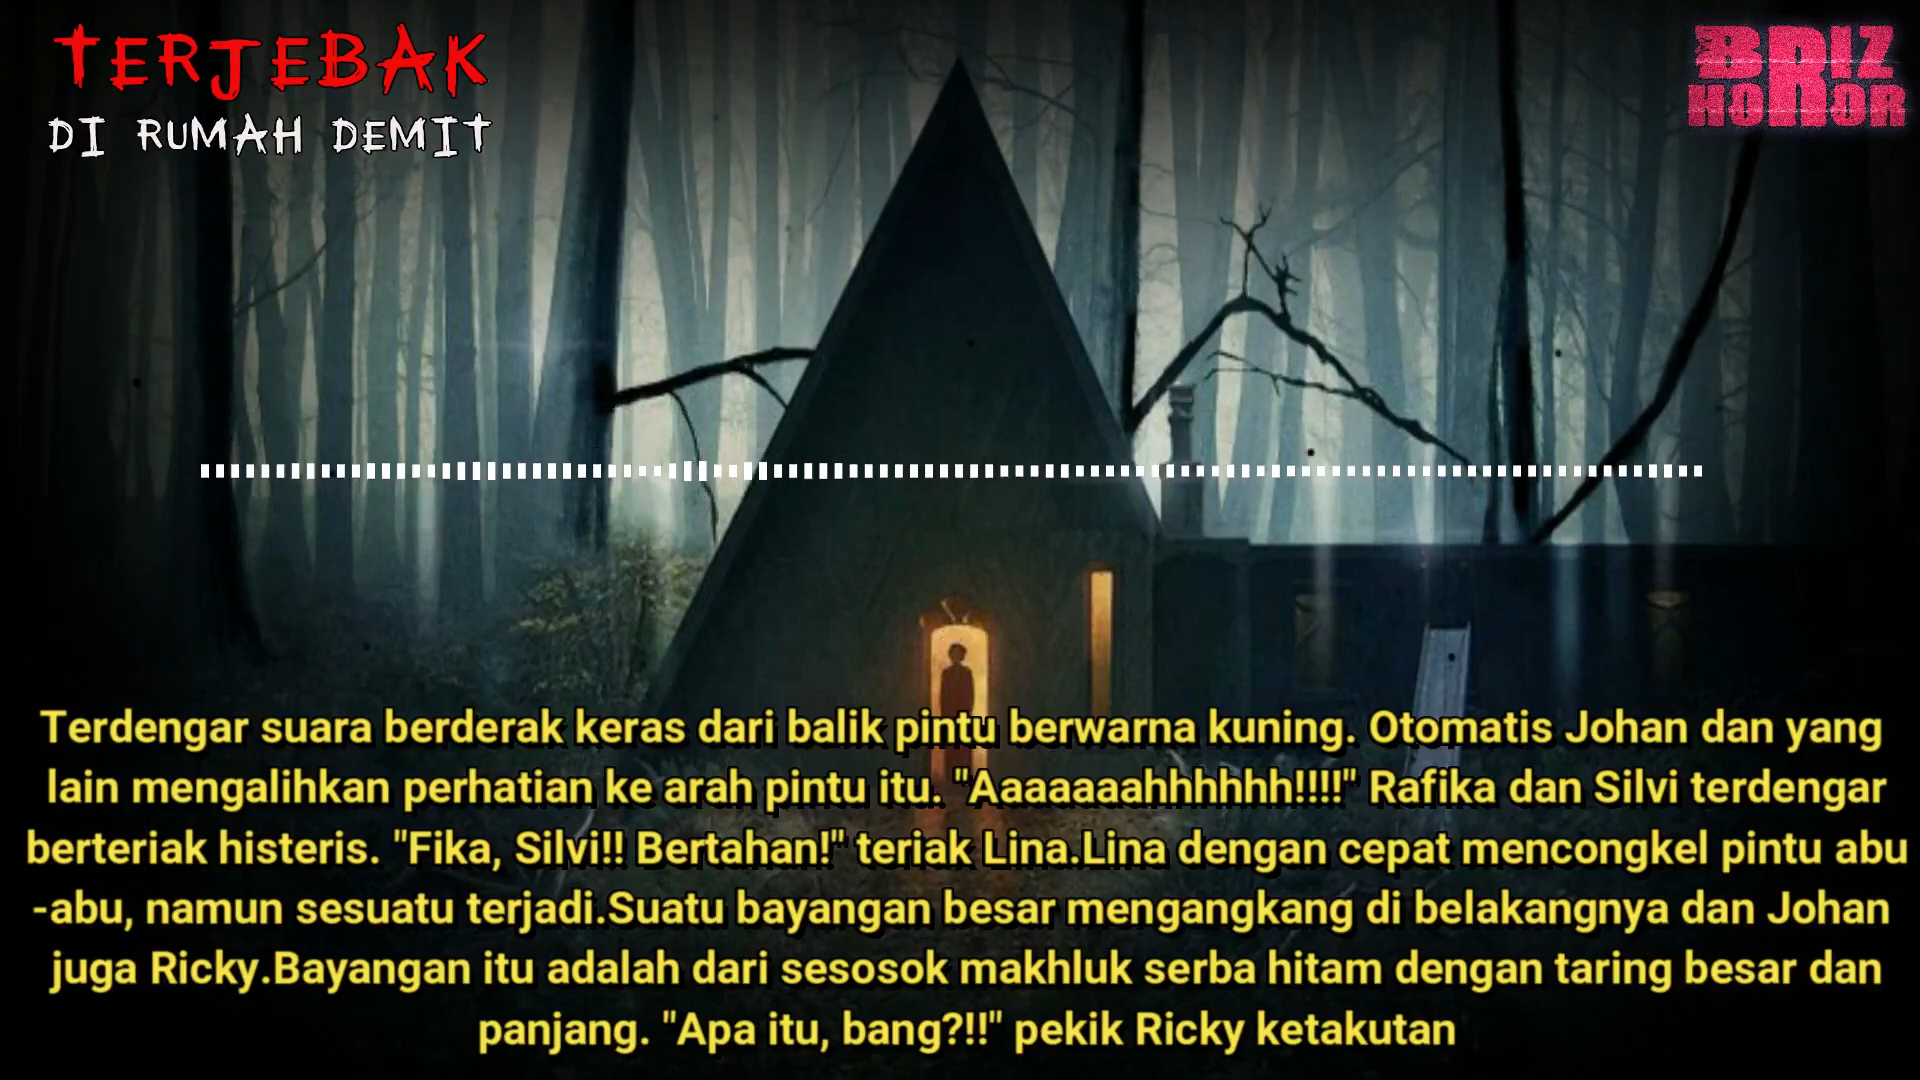 TERJEBAK
DI RUMAH DEMIT
BRIZ
HORROR
Terdengar suara berderak keras dari balik pintu berwarna kuning. Otomatis Johan dan yang
lain mengalihkan perhatian ke arah pintu itu. "Aaaaaaahhhhhh!!!!" Rafika dan Silvi terdengar
berteriak histeris. "Fika, Silvi!! Bertahan!" teriak Lina.Lina dengan cepat mencongkel pintu abu
-abu, namun sesuatu terjadi.Suatu bayangan besar mengangkang di belakangnya dan Johan
juga Ricky.Bayangan itu adalah dari sesosok makhluk serba hitam dengan taring besar dan
panjang. "Apa itu, bang?!!" pekik Ricky ketakutan